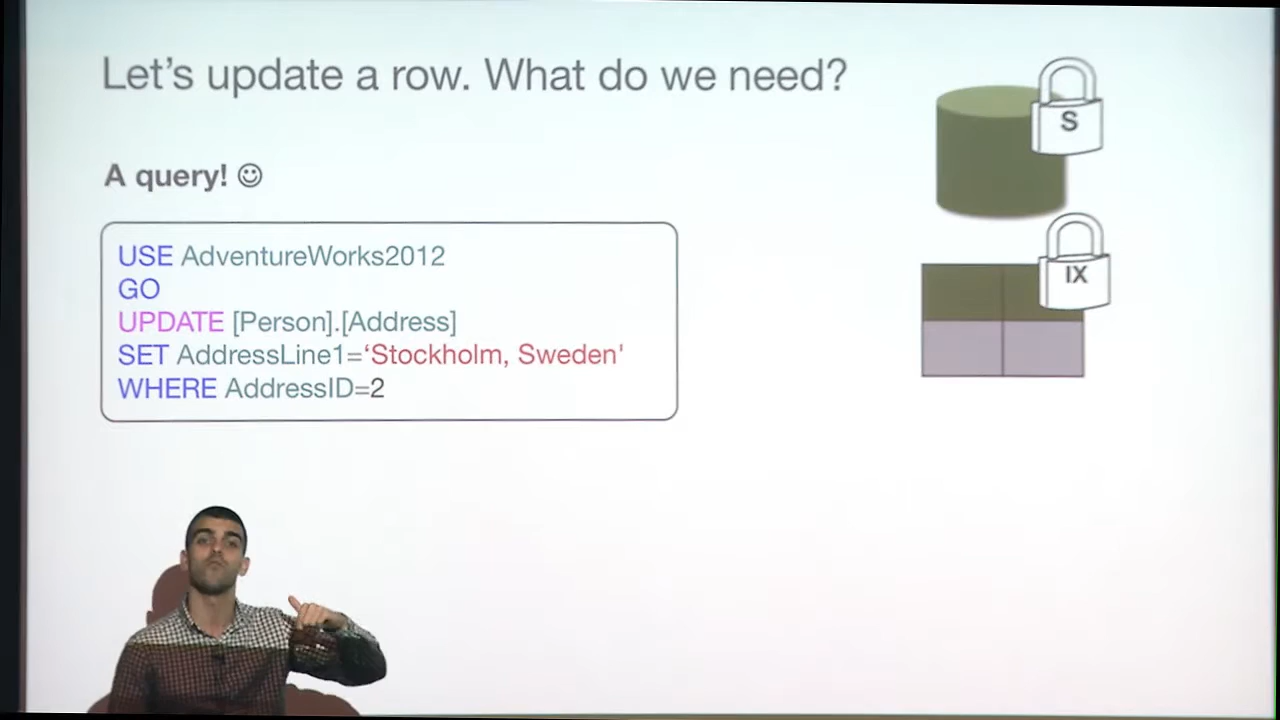 Let's update a row. What do we need?
A query! ☺
USE AdventureWorks2012
GO
UPDATE [Person].[Address]
SET AddressLine1=‘Stockholm, Sweden'
WHERE AddressID=2
S
IX